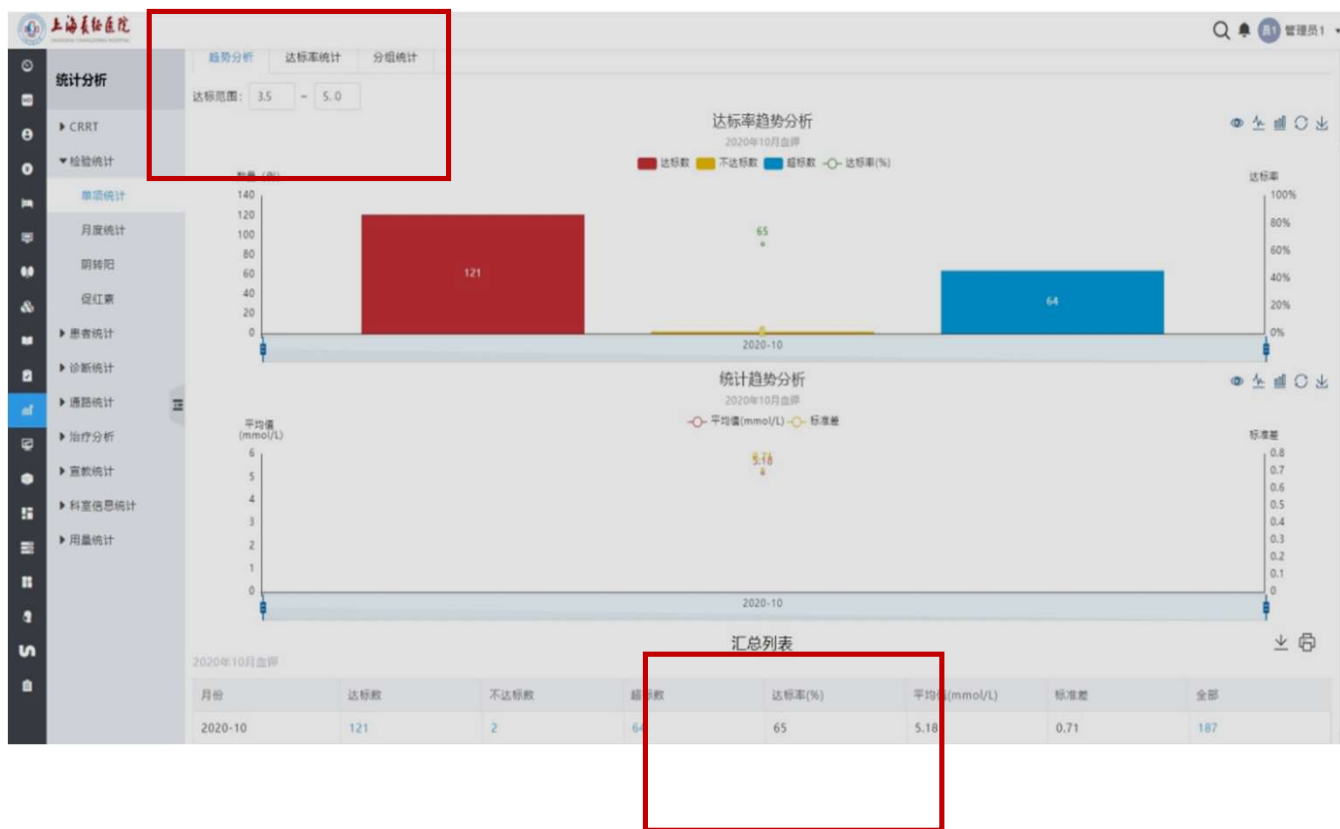 上海长征医院
管理员1
统计分析
CRRT
检验统计
单项统计
月度统计
阴转阳
促红素
患者统计
诊断统计
通路统计
治疗分析
宣教统计
科室信息统计
用量统计
趋势分析 达标率统计 分组统计
达标范围: 3.5 ~ 5.0
达标率趋势分析
2020年10月血钾
达标数 不达标数 超标数 达标率(%)
数量（例） 达标率
140
120
100
80
60
40
20
0
121
65
64
100%
80%
60%
40%
20%
0%
2020-10
统计趋势分析
2020年10月血钾
平均值(mmol/L) 标准差
平均值
(mmol/L)
标准差
6
5
4
3
2
1
0
5.18
0.8
0.7
0.6
0.5
0.4
0.3
0.2
0.1
0
2020-10
汇总列表
2020年10月血钾
月份 达标数 不达标数 超标数 达标率(%) 平均值(mmol/L) 标准差 全部
2020-10 121 2 64 65 5.18 0.71 187